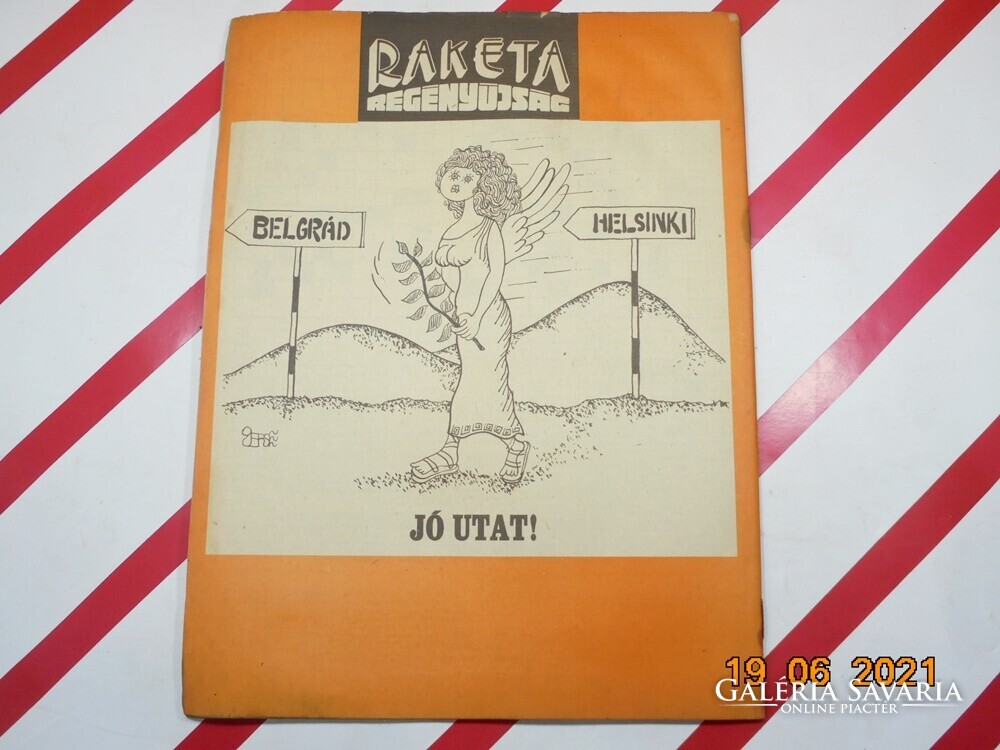 RAKÉTA
REGÉNYÚJSÁG
BELGRÁD
HELSINKI
JÓ UTAT!
19 06 2021
GALÉRIA SAVARIA
ONLINE PIACTÉR